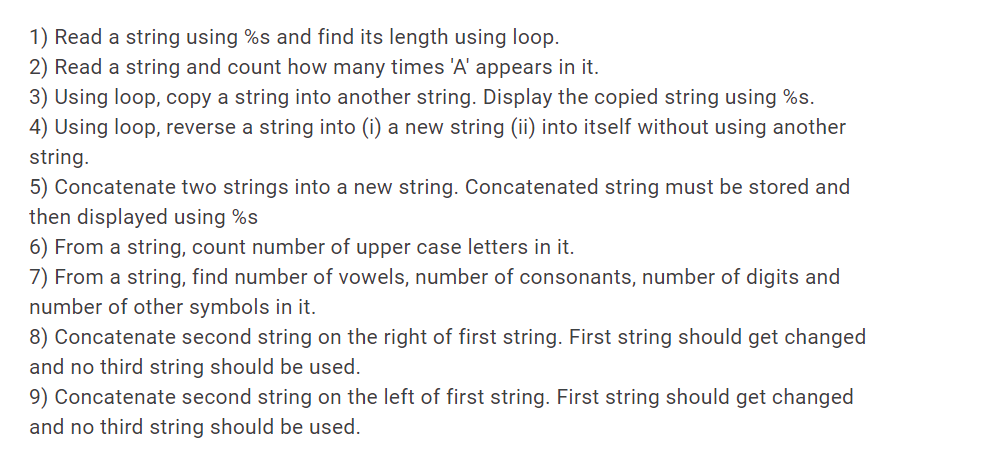 1) Read a string using %s and find its length using loop.
2) Read a string and count how many times 'A' appears in it.
3) Using loop, copy a string into another string. Display the copied string using %s.
4) Using loop, reverse a string into (i) a new string (ii) into itself without using another
string.
5) Concatenate two strings into a new string. Concatenated string must be stored and
then displayed using %s
6) From a string, count number of upper case letters in it.
7) From a string, find number of vowels, number of consonants, number of digits and
number of other symbols in it.
8) Concatenate second string on the right of first string. First string should get changed
and no third string should be used.
9) Concatenate second string on the left of first string. First string should get changed
and no third string should be used.